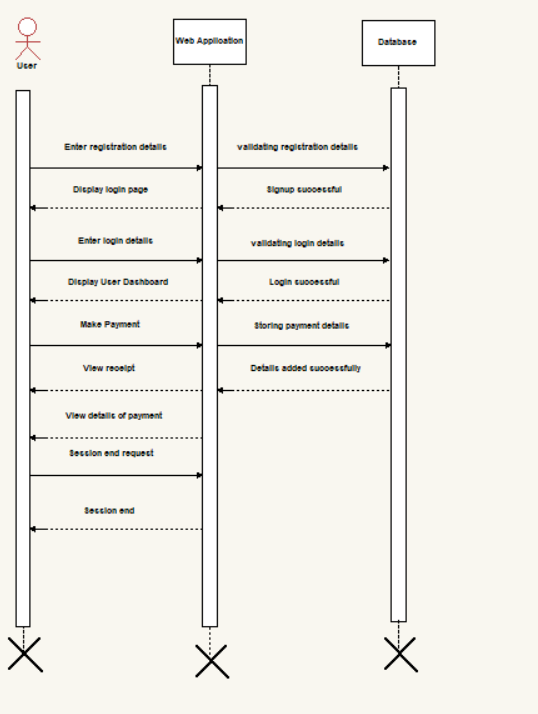 Web Application
Database
User
Enter registration details
validating registration details
Display login page
Signup successful
Enter login details
validating login details
Display User Dashboard
Login successful
Make Payment
Storing payment details
View receipt
Details added successfully
View details of payment
Session end request
Session end